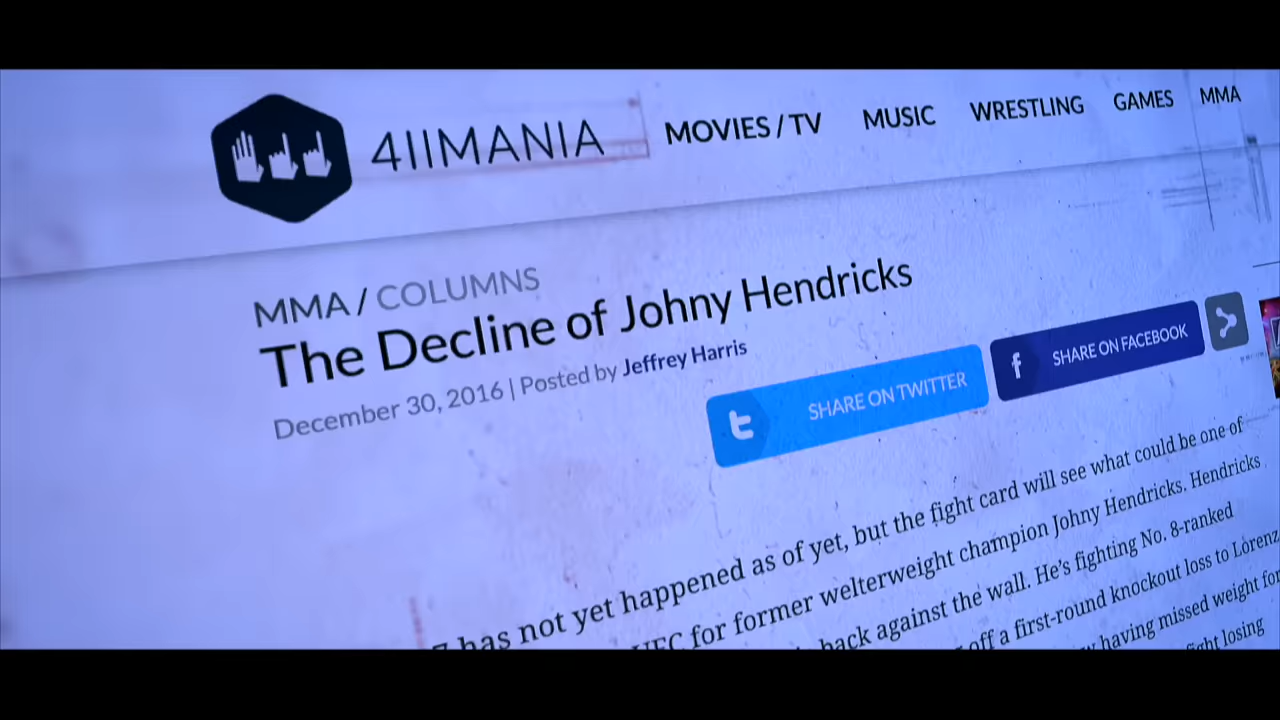 411MANIA
MOVIES / TV MUSIC WRESTLING GAMES MMA
MMA / COLUMNS
The Decline of Johny Hendricks
December 30, 2016 | Posted by Jeffrey Harris
SHARE ON TWITTER
SHARE ON FACEBOOK
has not yet happened as of yet, but the fight card will see what could be one of
UFC for former welterweight champion Johny Hendricks. Hendricks
back against the wall. He's fighting No. 8-ranked
off a first-round knockout loss to
having missed weight for
fight losing